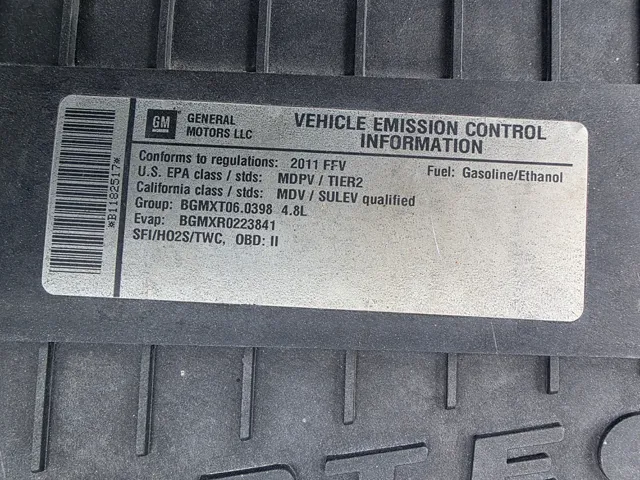 GM GENERAL MOTORS LLC
VEHICLE EMISSION CONTROL
INFORMATION
Conforms to regulations: 2011 FFV Fuel: Gasoline/Ethanol
U.S. EPA class / stds: MDPV / TIER2
California class / stds: MDV / SULEV qualified
Group: BGMXT06.0398 4.8L
Evap: BGMXR0223841
SFI/HO2S/TWC, OBD: II
*B1182517*